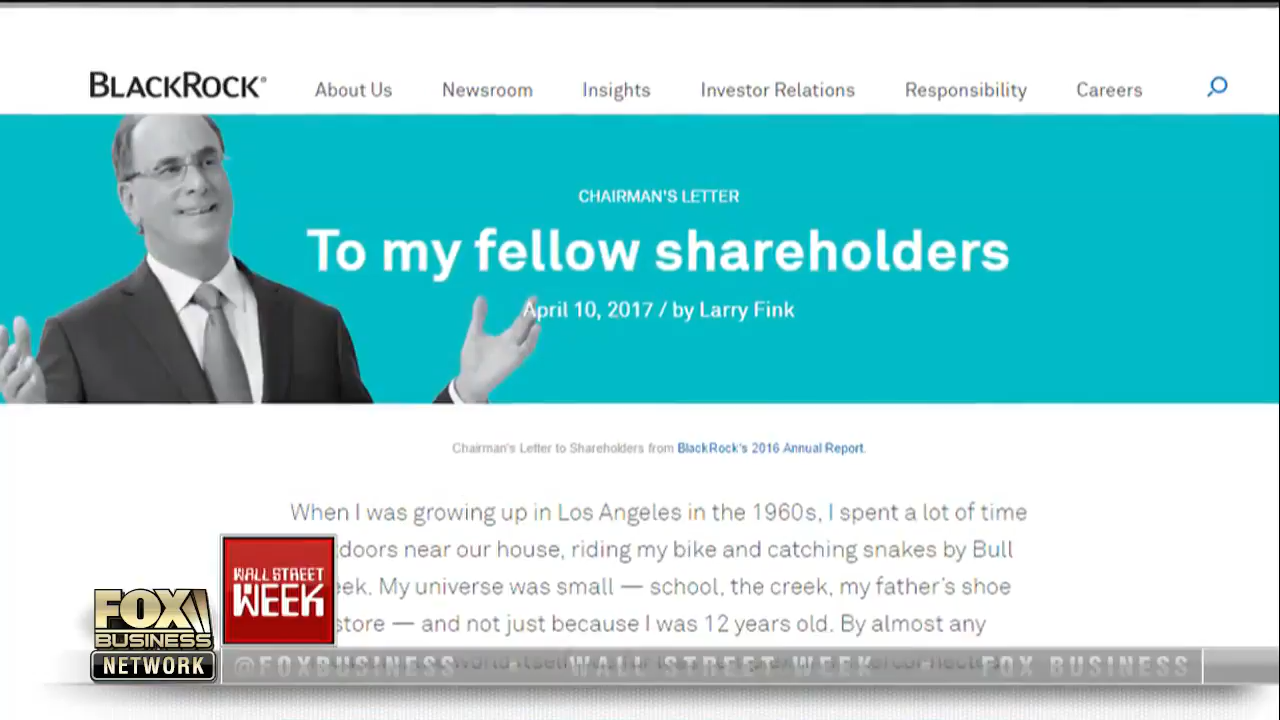 BLACKROCK®
About Us
Newsroom
Insights
Investor Relations
Responsibility
Careers
CHAIRMAN'S LETTER
To my fellow shareholders
April 10, 2017 / by Larry Fink
Chairman's Letter to Shareholders from BlackRock's 2016 Annual Report.
When I was growing up in Los Angeles in the 1960s, I spent a lot of time
doors near our house, riding my bike and catching snakes by Bull
eek. My universe was small — school, the creek, my father's shoe
store — and not just because I was 12 years old. By almost any
WALL STREET
WEEK
FOX
BUSINESS
NETWORK
@FOXBUSINESS
WALL STREET WEEK
FOX BUSINESS